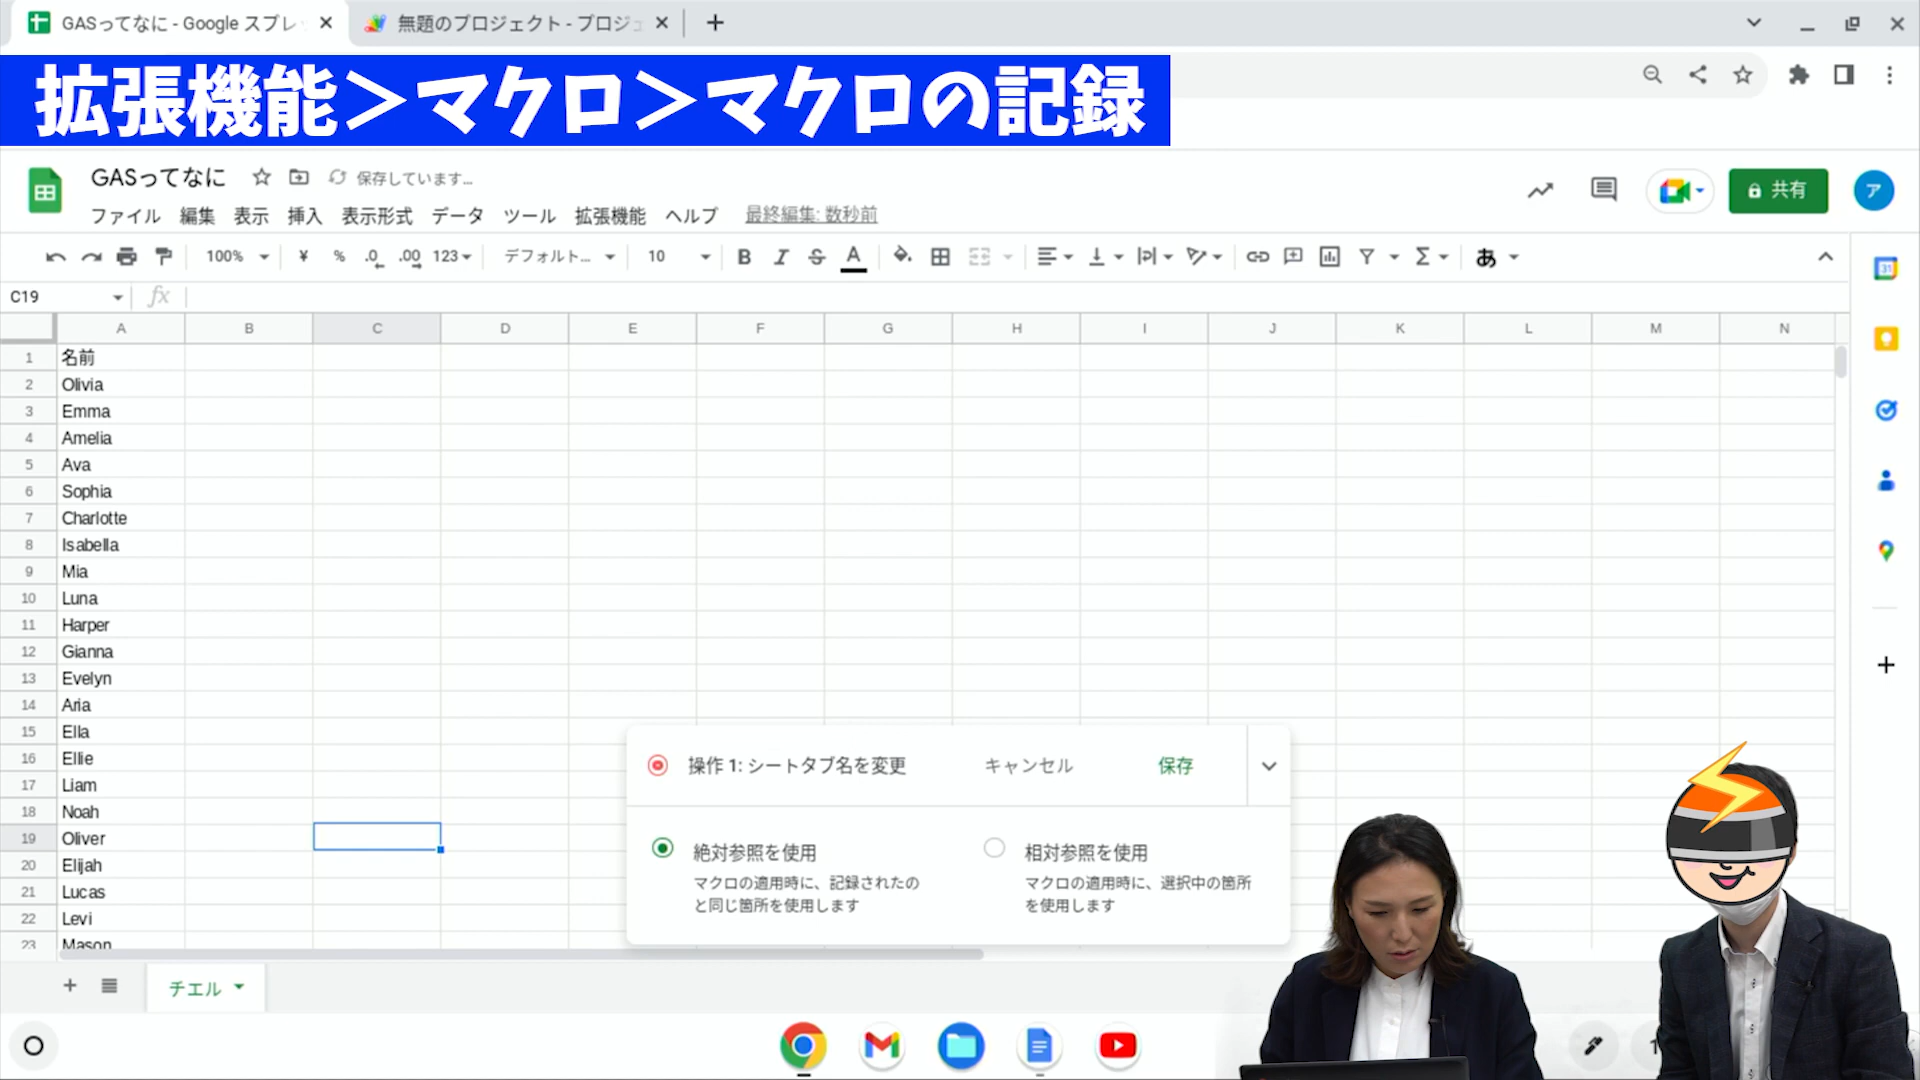 GASってなに - Google スプレ
無題のプロジェクト - プロジェ
拡張機能＞マクロ＞マクロの記録
GASってなに
保存しています…
ファイル 編集 表示 挿入 表示形式 データ ツール 拡張機能 ヘルプ 最終編集: 数秒前
共有
ア
100% ¥ % .0 .00 123 デフォルト... 10 B I S A あ
C19 fx
A B C D E F G H I J K L M N
1 名前
2 Olivia
3 Emma
4 Amelia
5 Ava
6 Sophia
7 Charlotte
8 Isabella
9 Mia
10 Luna
11 Harper
12 Gianna
13 Evelyn
14 Aria
15 Ella
16 Ellie
17 Liam
18 Noah
19 Oliver
20 Elijah
21 Lucas
22 Levi
23 Mason
操作 1: シートタブ名を変更 キャンセル 保存
絶対参照を使用
マクロの適用時に、記録されたの
と同じ箇所を使用します
相対参照を使用
マクロの適用時に、選択中の箇所
を使用します
チエル